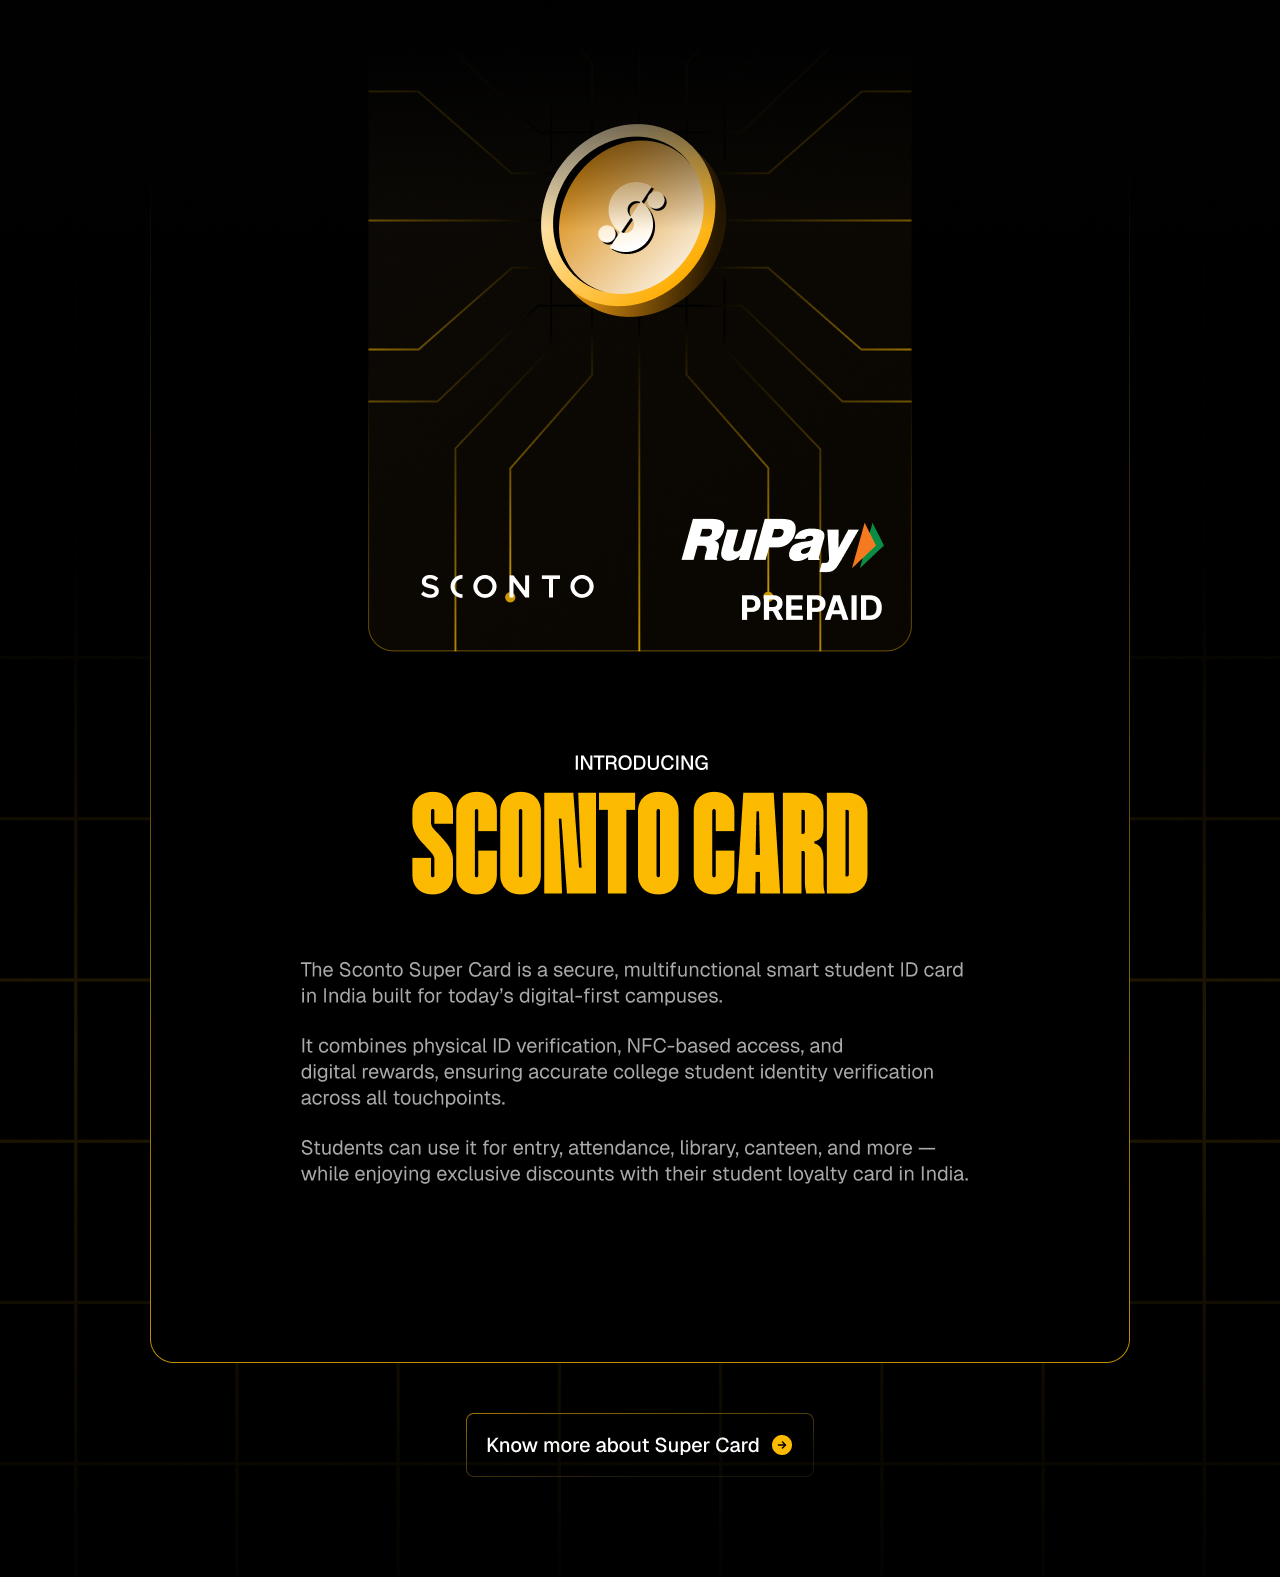 SCONTO
RuPay
PREPAID
INTRODUCING
SCONTO CARD
The Sconto Super Card is a secure, multifunctional smart student ID card
in India built for today’s digital-first campuses.
It combines physical ID verification, NFC-based access, and
digital rewards, ensuring accurate college student identity verification
across all touchpoints.
Students can use it for entry, attendance, library, canteen, and more —
while enjoying exclusive discounts with their student loyalty card in India.
Know more about Super Card